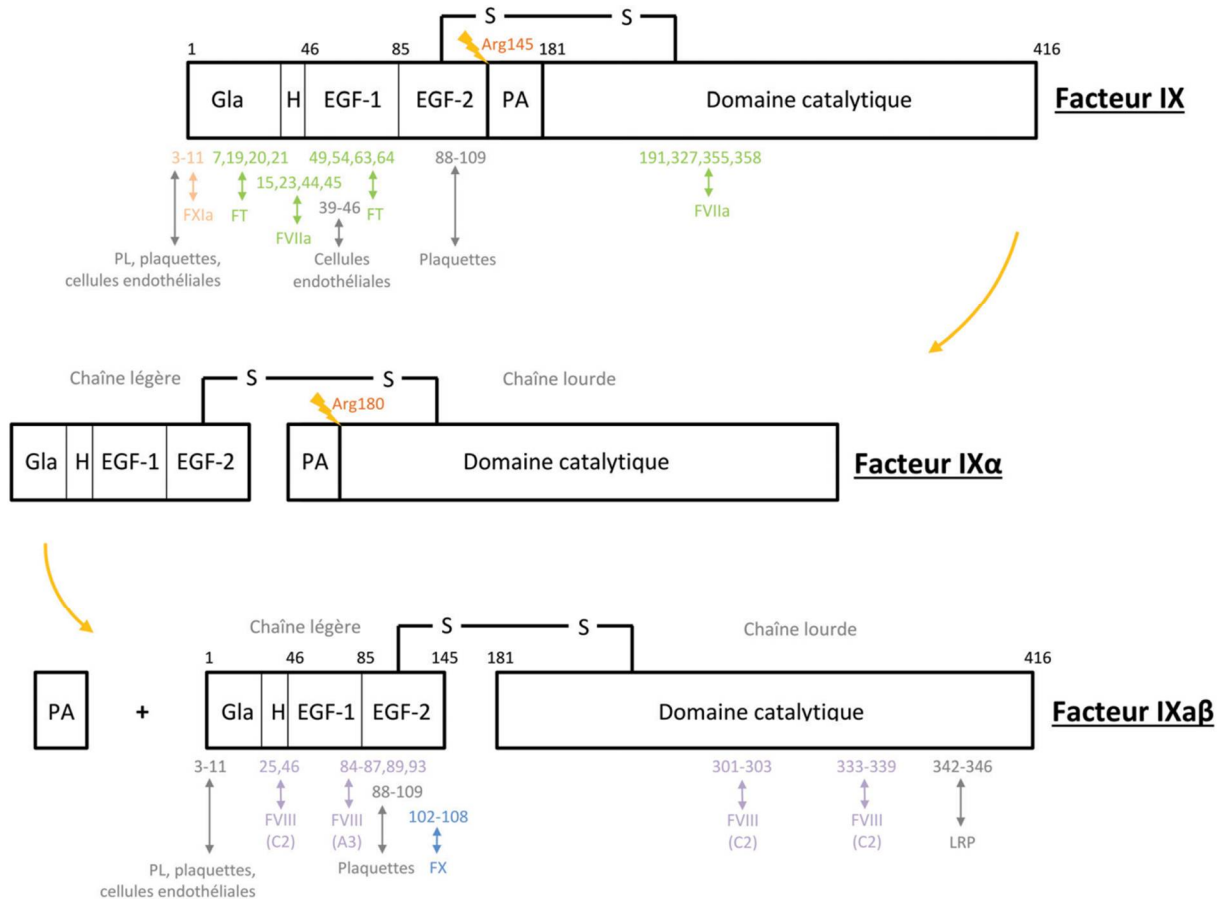 S S
Arg145
1 46 85 181 416
Gla H EGF-1 EGF-2 PA Domaine catalytique Facteur IX
3-11 7,19,20,21 49,54,63,64 88-109 191,327,355,358
15,23,44,45
39-46
FXIa FT FT FVIIa
FVIIa
PL, plaquettes, Cellules Plaquettes
cellules endothéliales endothéliales
Chaîne légère S S Chaîne lourde
Arg180
Gla H EGF-1 EGF-2 PA Domaine catalytique Facteur IXα
Chaîne légère S S Chaîne lourde
1 46 85 145 181 416
PA + Gla H EGF-1 EGF-2 Domaine catalytique Facteur IXaβ
3-11 25,46 84-87,89,93 301-303 333-339 342-346
88-109
102-108
FVIII FVIII FVIII FVIII
(C2) (A3) (C2) (C2) LRP
PL, plaquettes, Plaquettes FX
cellules endothéliales